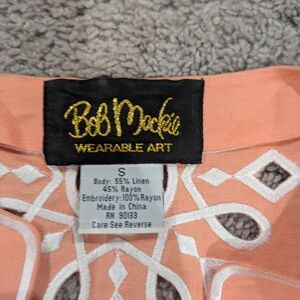 Bob Mackie
WEARABLE ART
S
Body: 55% Linen
45% Rayon
Embroidery: 100% Rayon
Made in China
RN 90133
Care See Reverse